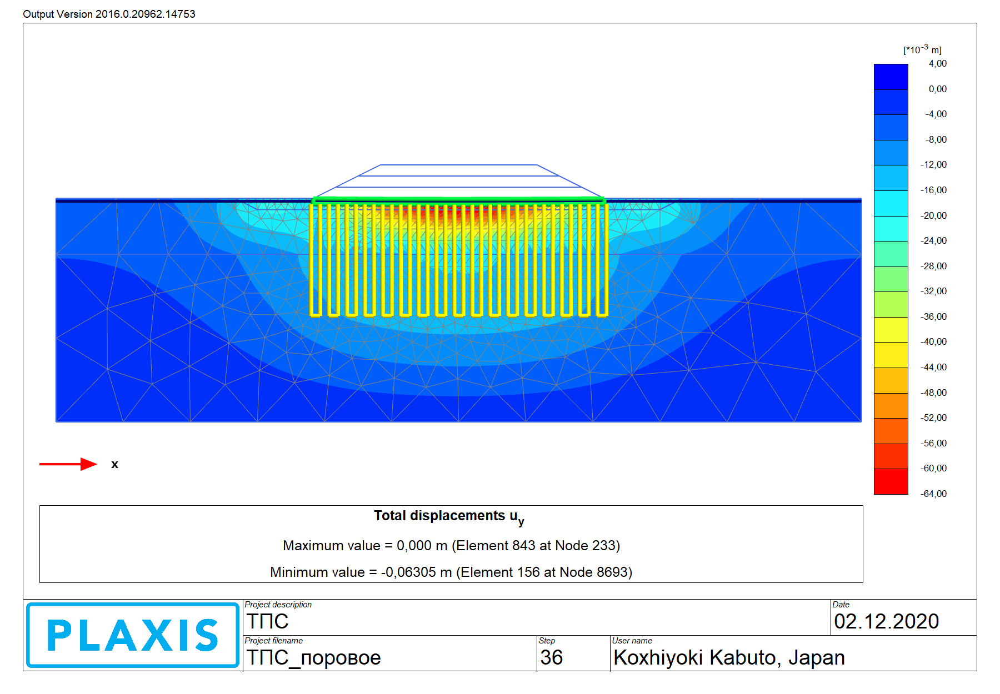 Output Version 2016.0.20962.14753
[*10-3 m]
4,00
0,00
-4,00
-8,00
-12,00
-16,00
-20,00
-24,00
-28,00
-32,00
-36,00
-40,00
-44,00
-48,00
-52,00
-56,00
-60,00
-64,00
x
Total displacements uy
Maximum value = 0,000 m (Element 843 at Node 233)
Minimum value = -0,06305 m (Element 156 at Node 8693)
PLAXIS
Project description
ТПС
Date
02.12.2020
Project filename
ТПС_поровое
Step
36
User name
Koxhiyoki Kabuto, Japan